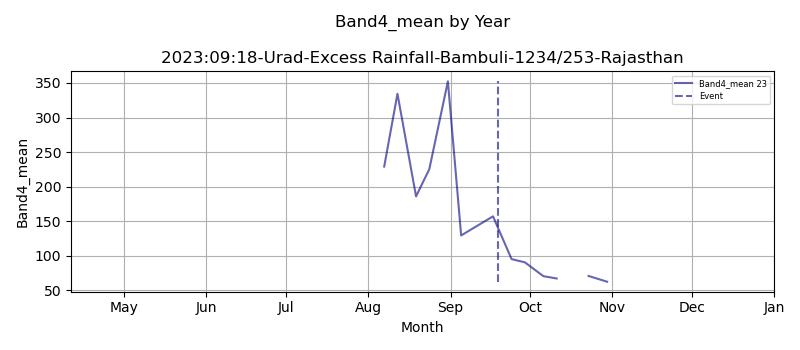 Band4_mean by Year
2023:09:18-Urad-Excess Rainfall-Bambuli-1234/253-Rajasthan
Band4_mean 23
Event
350
300
250
200
150
100
50
Band4_mean
May Jun Jul Aug Sep Oct Nov Dec Jan
Month